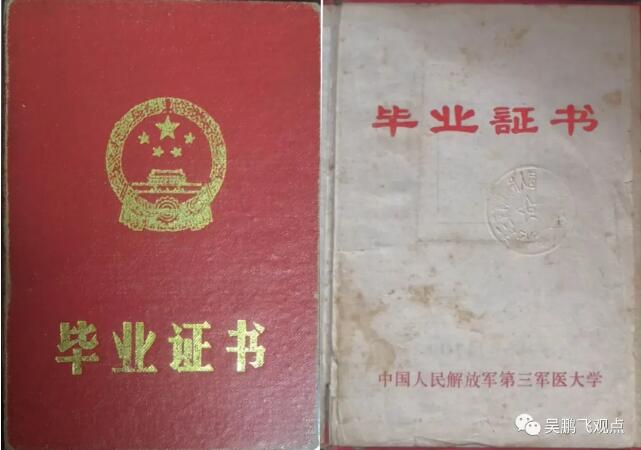 毕业证书
毕业証书
中国人民解放军第三军医大学
吴鹏飞观点